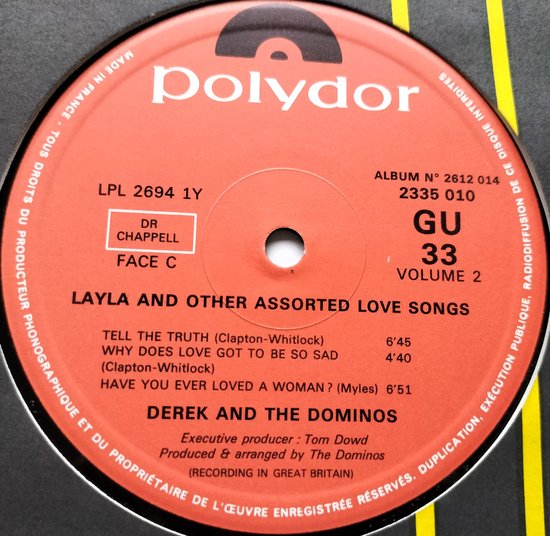 polydor
MADE IN FRANCE · TOUS DROITS DU PRODUCTEUR PHONOGRAPHIQUE ET DU PROPRIÉTAIRE DE L'ŒUVRE ENREGISTRÉE RÉSERVÉS. DUPLICATION, EXÉCUTION PUBLIQUE, RADIODIFFUSION DE CE DISQUE INTERDITES
ALBUM N° 2612 014
LPL 2694 1Y
2335 010
DR
CHAPPELL
GU
FACE C
33
VOLUME 2
LAYLA AND OTHER ASSORTED LOVE SONGS
TELL THE TRUTH (Clapton-Whitlock) 6'45
WHY DOES LOVE GOT TO BE SO SAD 4'40
(Clapton-Whitlock)
HAVE YOU EVER LOVED A WOMAN? (Myles) 6'51
DEREK AND THE DOMINOS
Executive producer : Tom Dowd
Produced & arranged by The Dominos
(RECORDING IN GREAT BRITAIN)